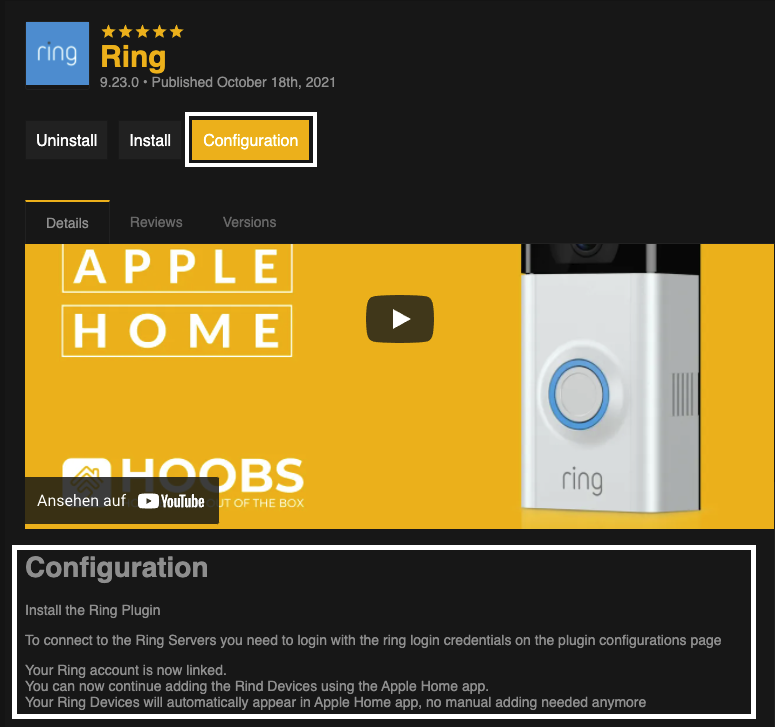 ring
Ring
9.23.0 • Published October 18th, 2021
Uninstall Install Configuration
Details Reviews Versions
APPLE
HOME
ring
HOOBS
OUT OF THE BOX
Ansehen auf YouTube
Configuration
Install the Ring Plugin
To connect to the Ring Servers you need to login with the ring login credentials on the plugin configurations page
Your Ring account is now linked.
You can now continue adding the Rind Devices using the Apple Home app.
Your Ring Devices will automatically appear in Apple Home app, no manual adding needed anymore